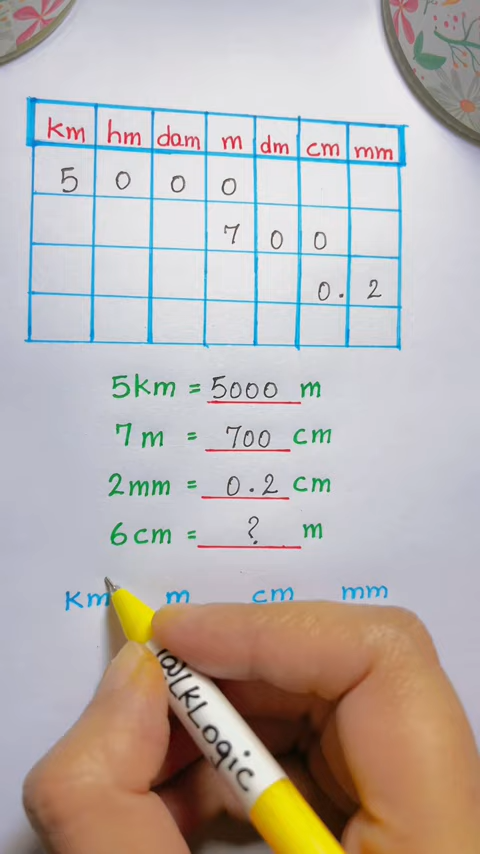 km hm dam m dm cm mm
5 0 0 0
7 0 0
0. 2
5km = 5000 m
7m = 700 cm
2mm = 0.2 cm
6cm = ? m
Km m cm mm
@LKLogic